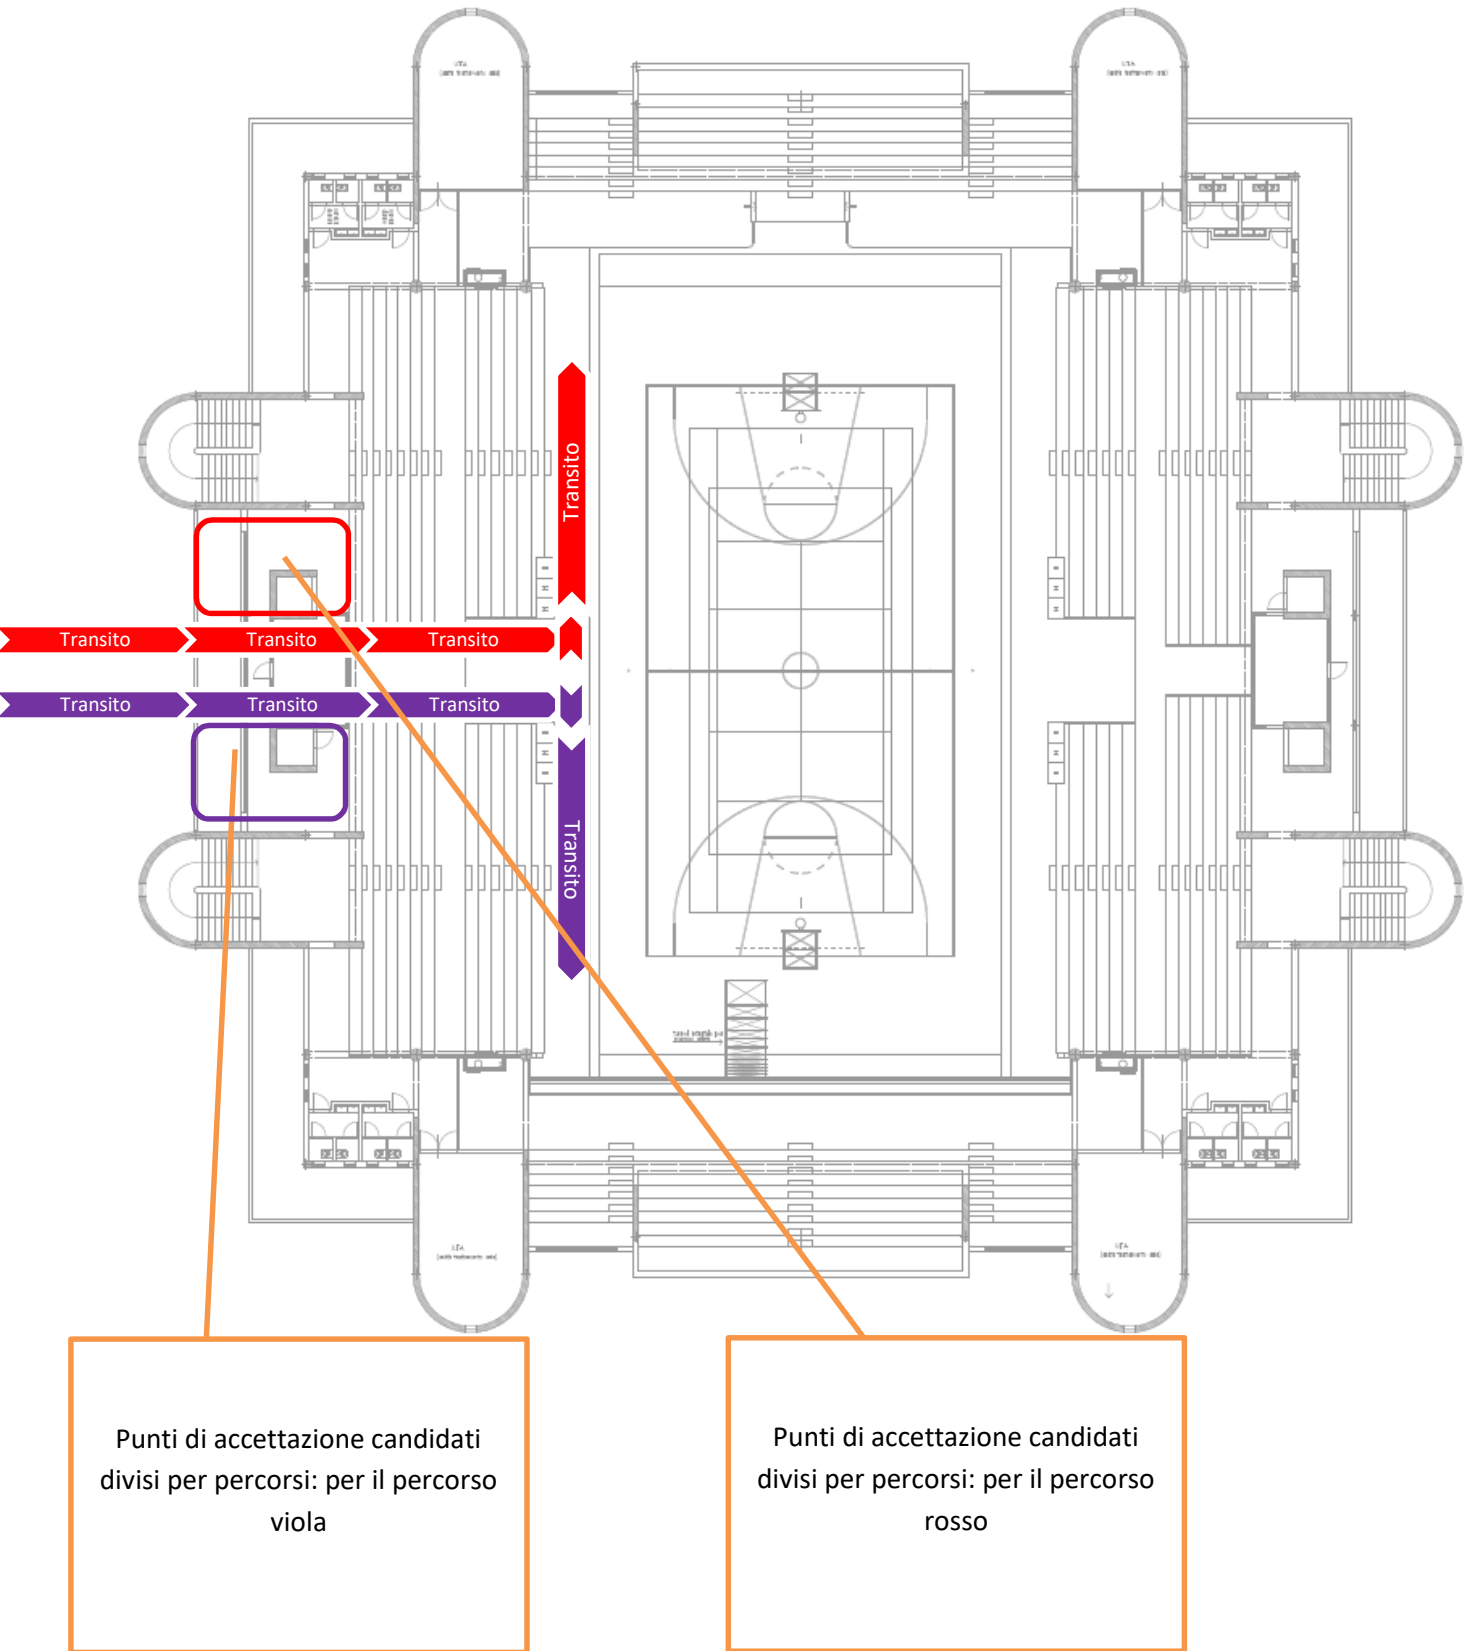 Transito
Transito
Transito
Transito
Transito
Transito
Transito
Transito
Punti di accettazione candidati
divisi per percorsi: per il percorso
viola
Punti di accettazione candidati
divisi per percorsi: per il percorso
rosso